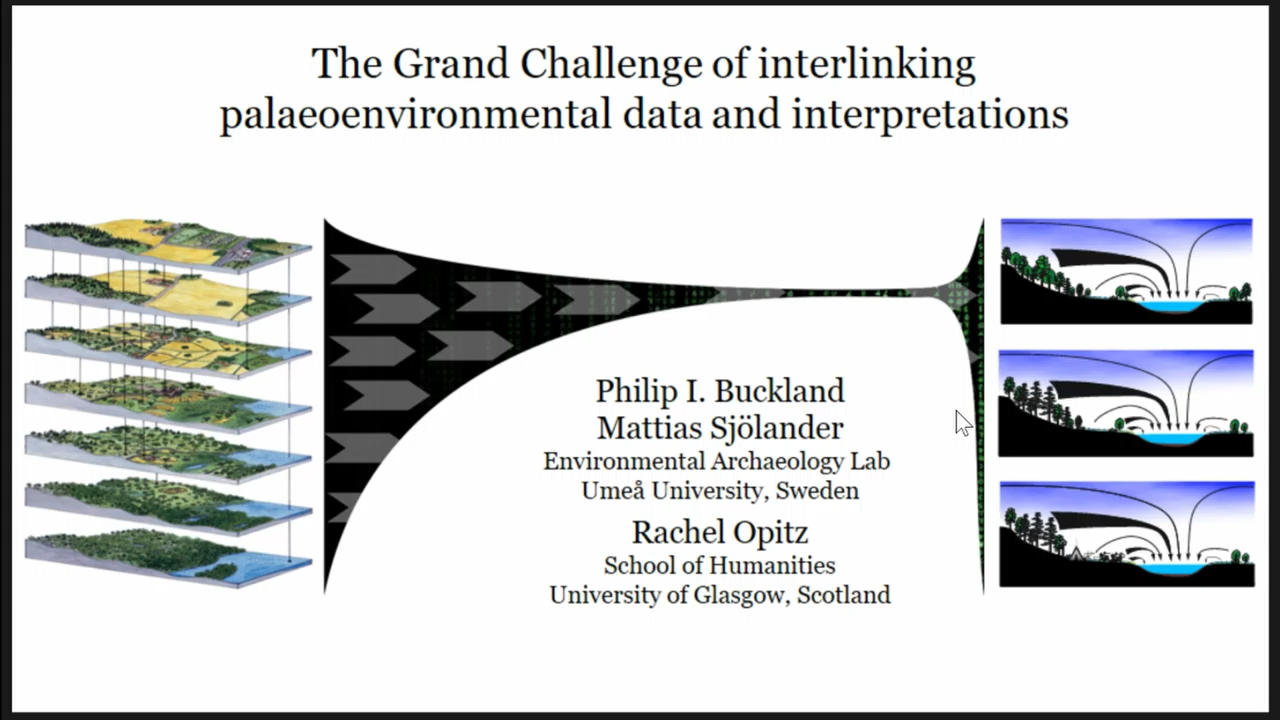 The Grand Challenge of interlinking
palaeoenvironmental data and interpretations
Philip I. Buckland
Mattias Sjölander
Environmental Archaeology Lab
Umeå University, Sweden
Rachel Opitz
School of Humanities
University of Glasgow, Scotland